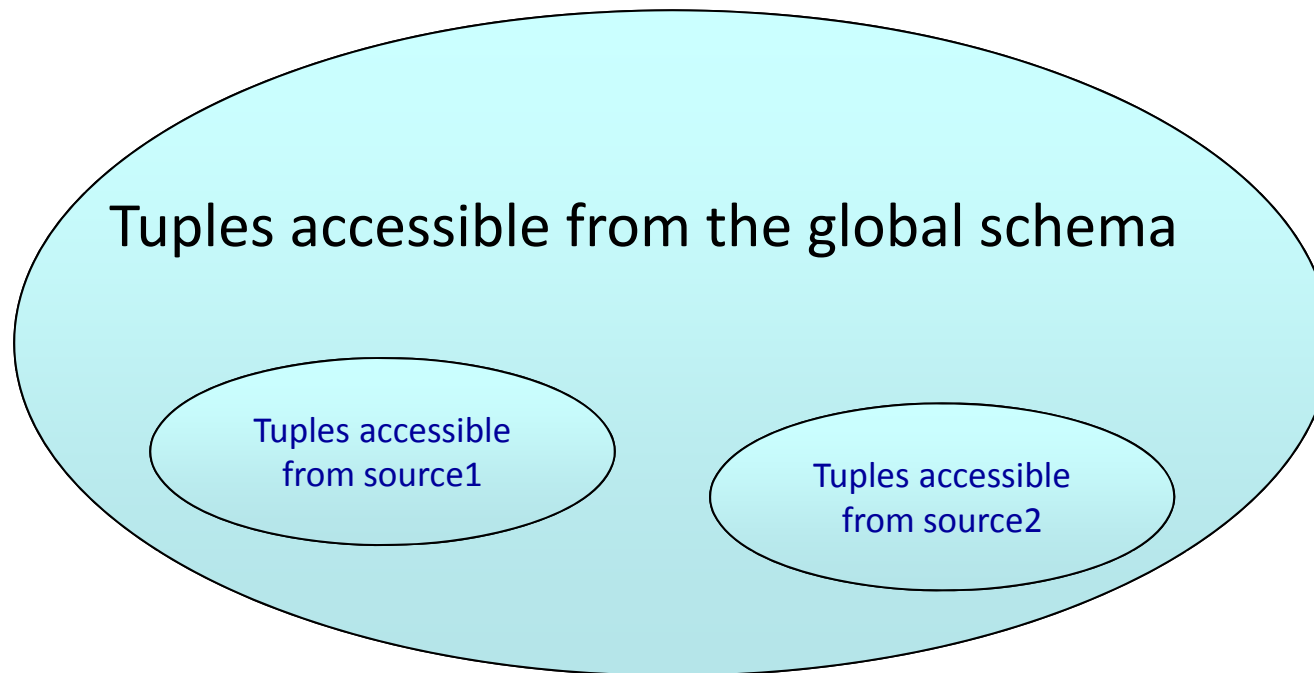 Tuples accessible from the global schema
Tuples accessible
from source1
Tuples accessible
from source2